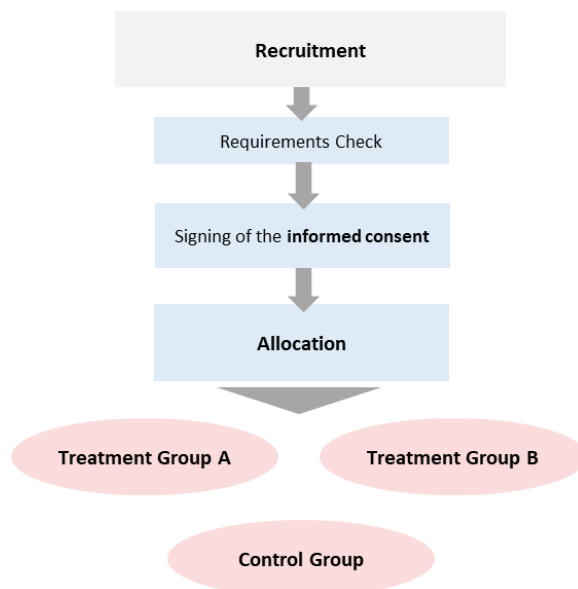 Recruitment
Requirements Check
Signing of the informed consent
Allocation
Treatment Group A
Treatment Group B
Control Group